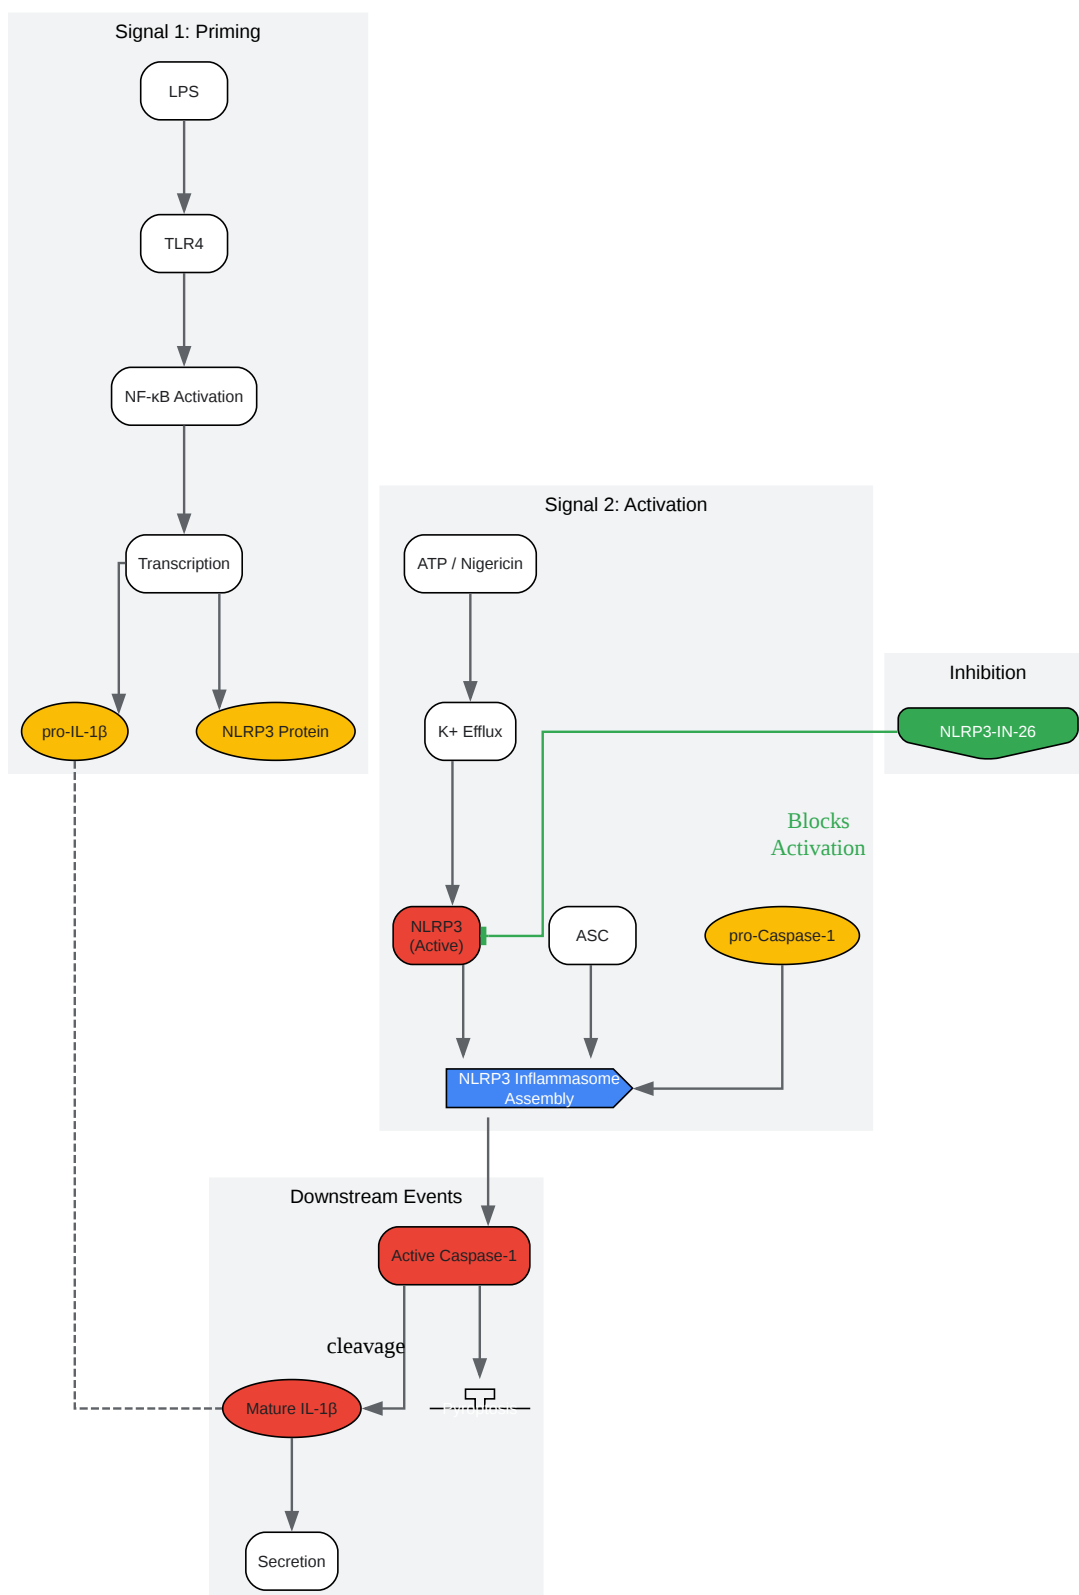 Signal 1: Priming
LPS
TLR4
NF-κB Activation
Transcription
pro-IL-1β
NLRP3 Protein
Signal 2: Activation
ATP / Nigericin
K+ Efflux
Inhibition
NLRP3-IN-26
Blocks
Activation
NLRP3
(Active)
ASC
pro-Caspase-1
NLRP3 Inflammasome
Assembly
Downstream Events
Active Caspase-1
cleavage
Mature IL-1β
Pyroptosis
Secretion